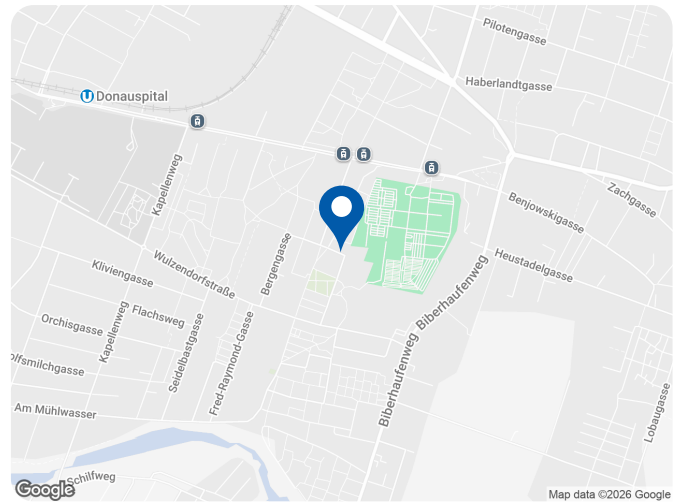 Pilotengasse
Haberlandtgasse
U Donauspital
Kapellenweg
Zachgasse
Benjowskigasse
Bergengasse
Wulzendorfstraße
Heustadelgasse
Kliviengasse
Biberhaufenweg
Flachsweg
Orchisgasse
Kapellenweg
Seidelbastgasse
Fred-Raymond-Gasse
olfsmilchgasse
Biberhaufenweg
Lobaugasse
Am Mühlwasser
Schilfweg
Google
Map data ©2026 Google